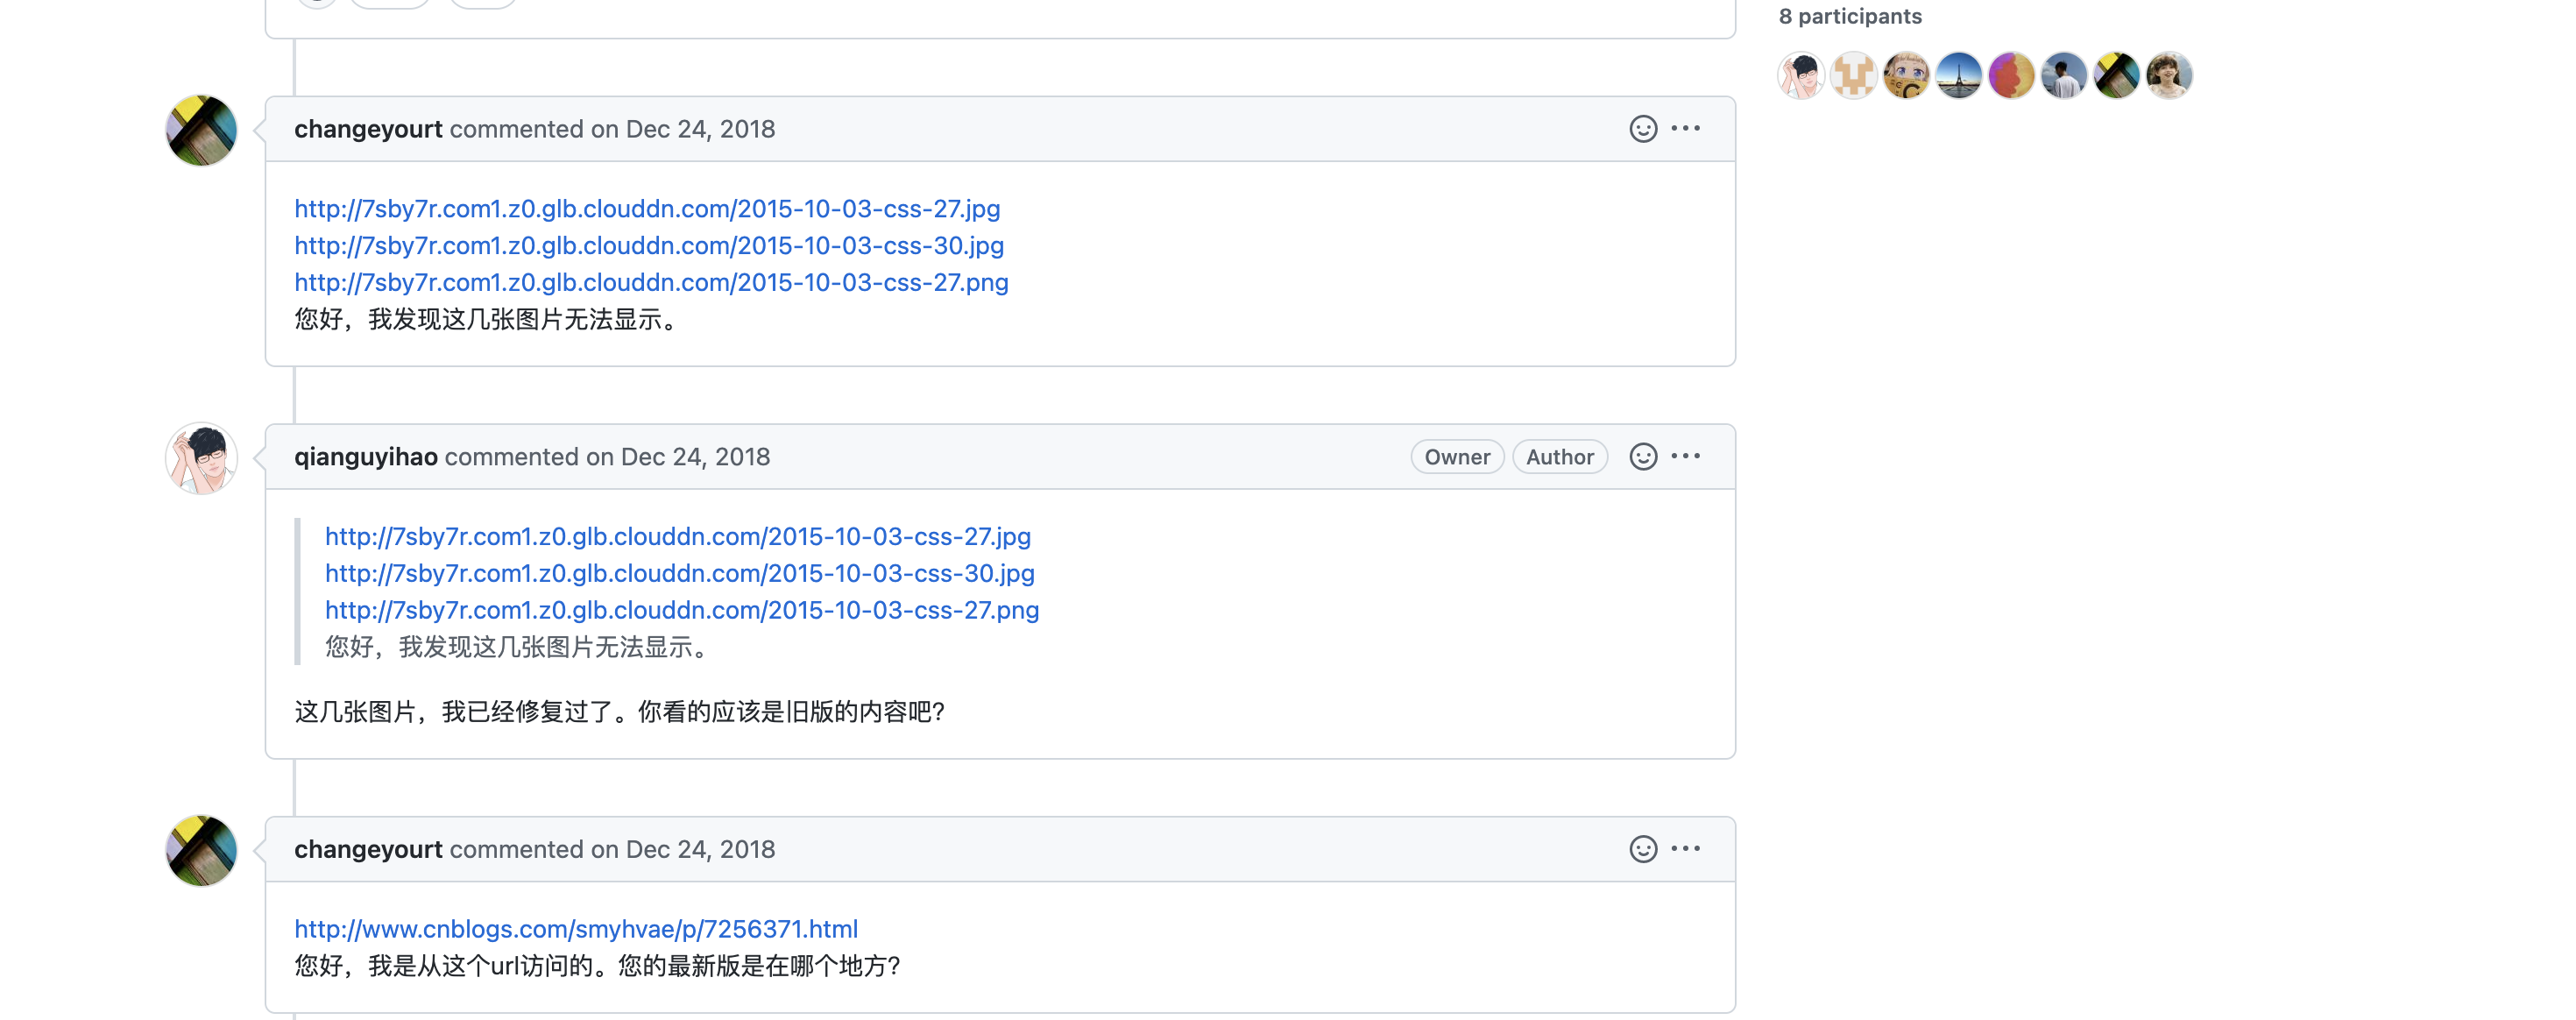 8 participants
changeyourt commented on Dec 24, 2018
http://7sby7r.com1.z0.glb.clouddn.com/2015-10-03-css-27.jpg
http://7sby7r.com1.z0.glb.clouddn.com/2015-10-03-css-30.jpg
http://7sby7r.com1.z0.glb.clouddn.com/2015-10-03-css-27.png
您好，我发现这几张图片无法显示。
qianguyihao commented on Dec 24, 2018 Owner Author
http://7sby7r.com1.z0.glb.clouddn.com/2015-10-03-css-27.jpg
http://7sby7r.com1.z0.glb.clouddn.com/2015-10-03-css-30.jpg
http://7sby7r.com1.z0.glb.clouddn.com/2015-10-03-css-27.png
您好，我发现这几张图片无法显示。
这几张图片，我已经修复过了。你看的应该是旧版的内容吧？
changeyourt commented on Dec 24, 2018
http://www.cnblogs.com/smyhvae/p/7256371.html
您好，我是从这个url访问的。您的最新版是在哪个地方？